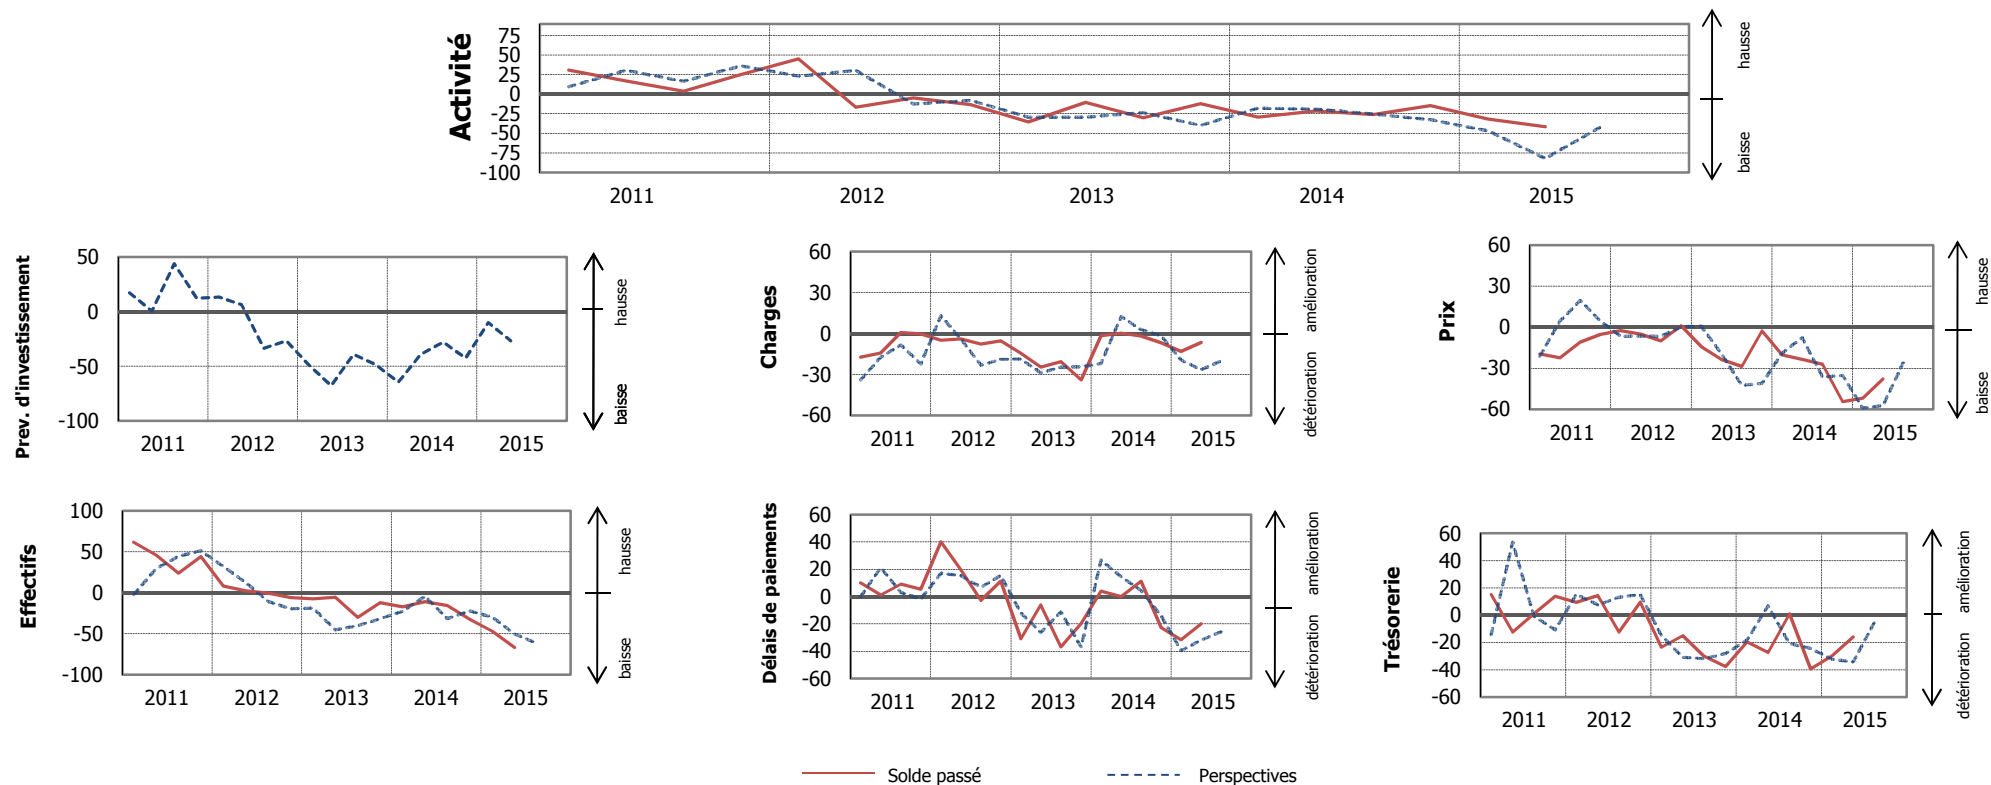 Activité
75
50
25
0
-25
-50
-75
-100
2011 2012 2013 2014 2015
hausse
baisse
Prev. d'investissement
50
0
-50
-100
2011 2012 2013 2014 2015
hausse
baisse
Charges
60
30
0
-30
-60
2011 2012 2013 2014 2015
amélioration
détérioration
Prix
60
30
0
-30
-60
2011 2012 2013 2014 2015
hausse
baisse
Effectifs
100
50
0
-50
-100
2011 2012 2013 2014 2015
hausse
baisse
Délais de paiements
60
40
20
0
-20
-40
-60
2011 2012 2013 2014 2015
amélioration
détérioration
Trésorerie
60
40
20
0
-20
-40
-60
2011 2012 2013 2014 2015
amélioration
détérioration
Solde passé Perspectives